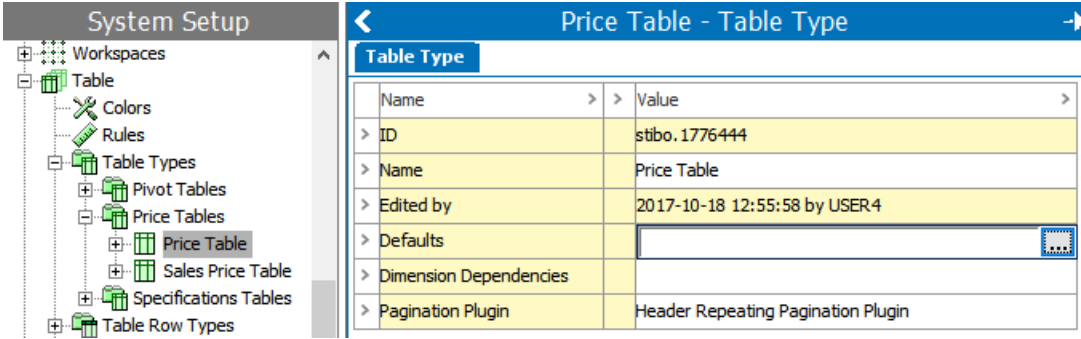 System Setup
Workspaces
Table
Colors
Rules
Table Types
Pivot Tables
Price Tables
Price Table
Sales Price Table
Specifications Tables
Table Row Types
Price Table - Table Type
Table Type
Name > > Value >
> ID stibo.1776444
> Name Price Table
> Edited by 2017-10-18 12:55:58 by USER4
> Defaults ...
> Dimension Dependencies
> Pagination Plugin Header Repeating Pagination Plugin